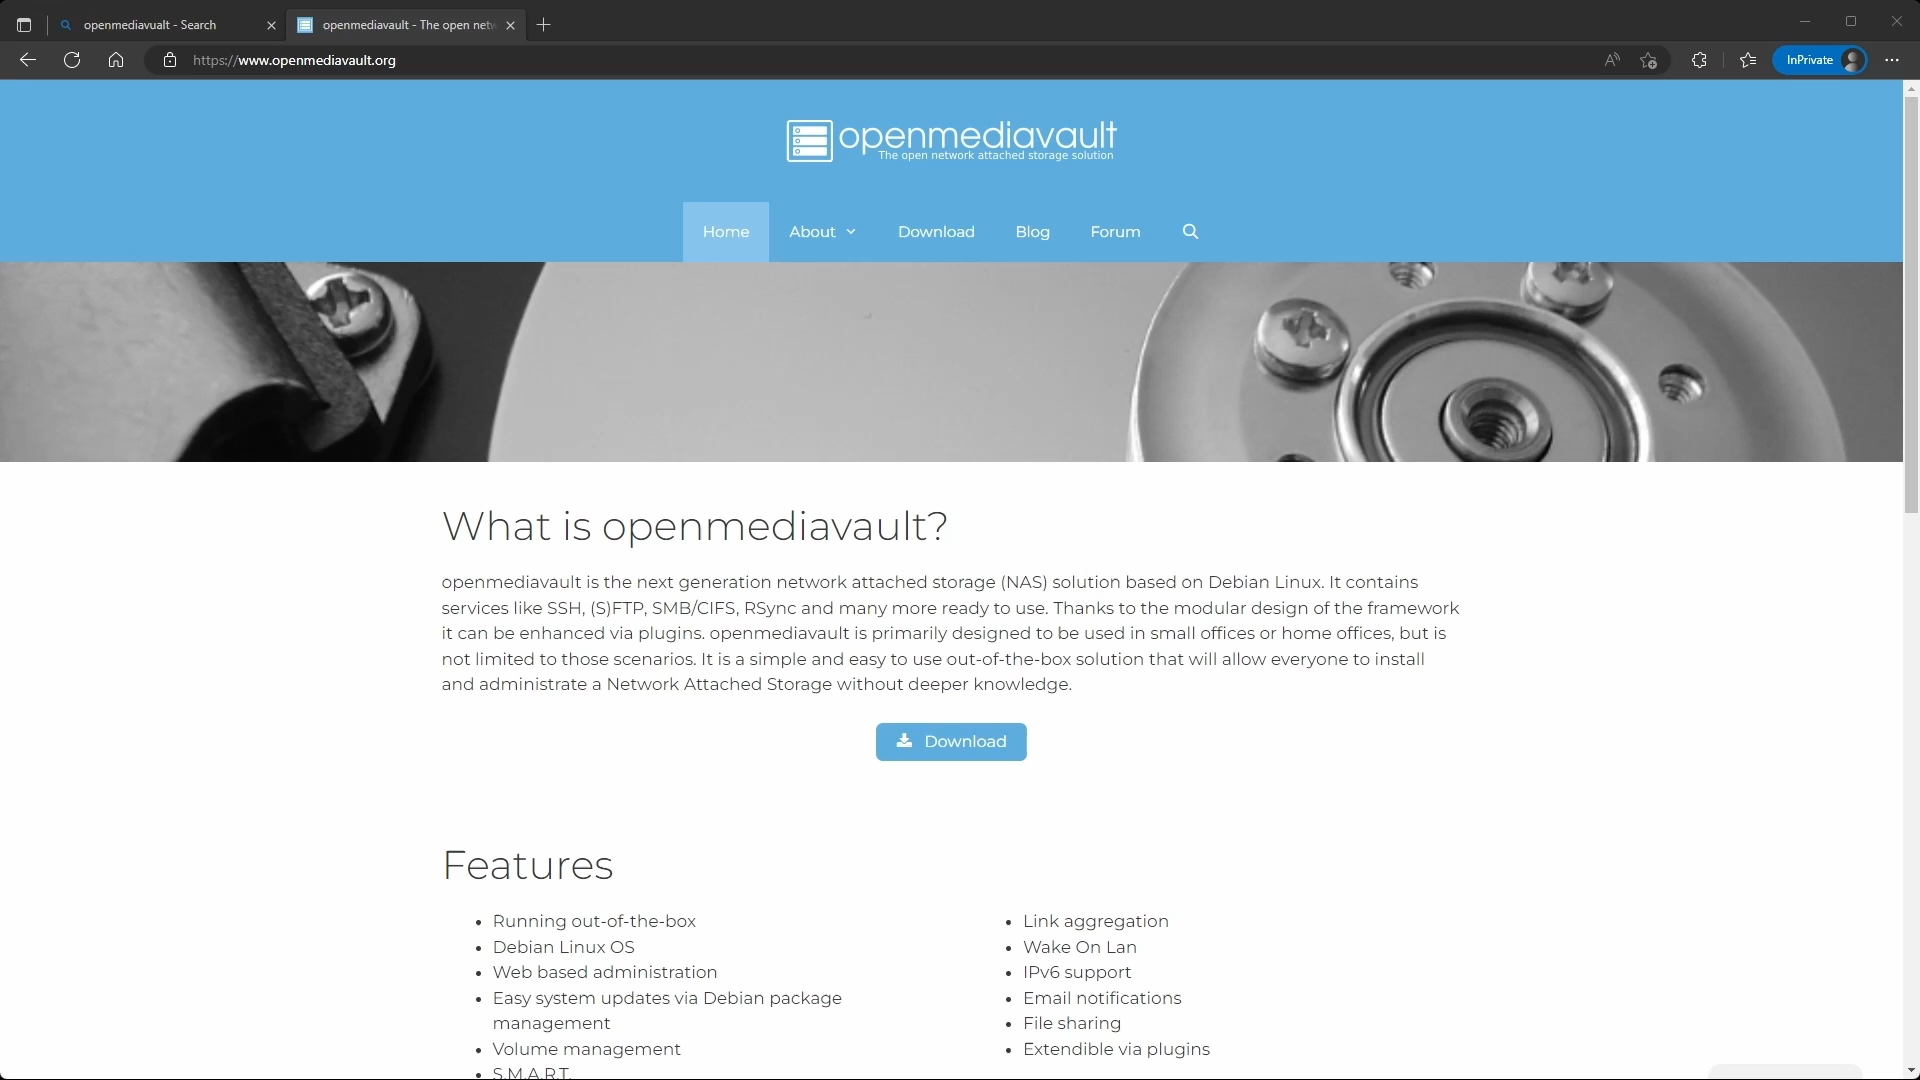 openmediavualt - Search
openmediavault - The open netw
https://www.openmediavault.org
InPrivate
openmediavault
The open network attached storage solution
Home About Download Blog Forum
What is openmediavault?
openmediavault is the next generation network attached storage (NAS) solution based on Debian Linux. It contains
services like SSH, (S)FTP, SMB/CIFS, RSync and many more ready to use. Thanks to the modular design of the framework
it can be enhanced via plugins. openmediavault is primarily designed to be used in small offices or home offices, but is
not limited to those scenarios. It is a simple and easy to use out-of-the-box solution that will allow everyone to install
and administrate a Network Attached Storage without deeper knowledge.
Download
Features
• Running out-of-the-box
• Debian Linux OS
• Web based administration
• Easy system updates via Debian package
management
• Volume management
• S.M.A.R.T.
• Link aggregation
• Wake On Lan
• IPv6 support
• Email notifications
• File sharing
• Extendible via plugins